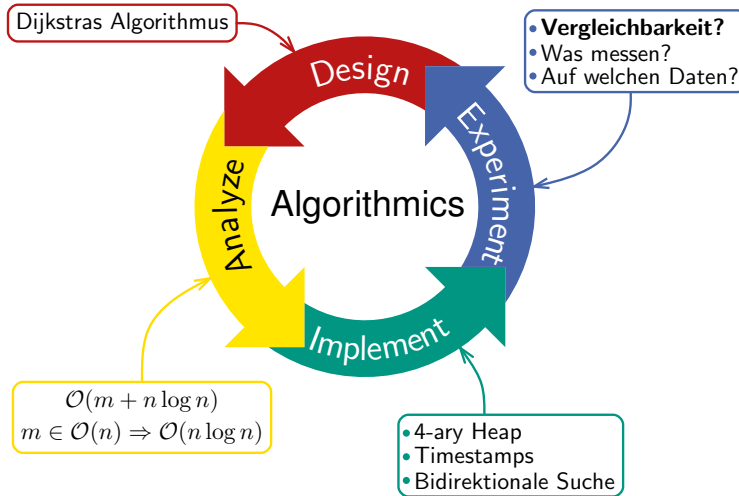 Dijkstras Algorithmus
• Vergleichbarkeit?
• Was messen?
• Auf welchen Daten?
Design
Experiment
Algorithmics
Analyze
Implement
𝒪(m + n log n)
m ∈ 𝒪(n) ⇒ 𝒪(n log n)
• 4-ary Heap
• Timestamps
• Bidirektionale Suche